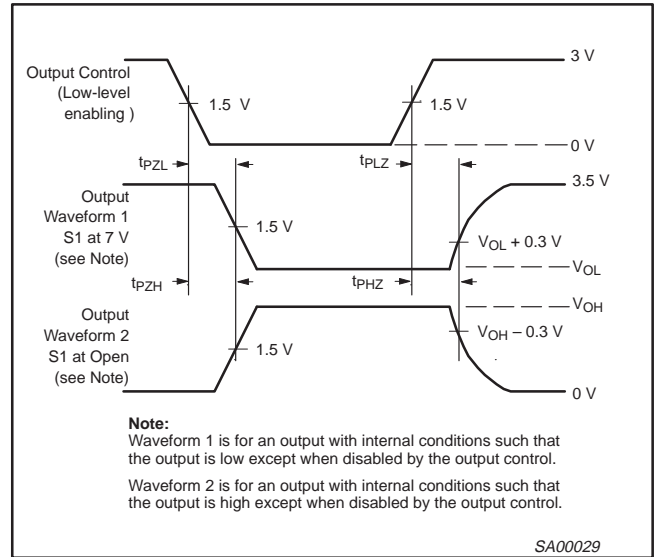 3 V
Output Control
(Low-level
enabling )
1.5 V
1.5 V
0 V
tPZL
tPLZ
3.5 V
Output
Waveform 1
S1 at 7 V
(see Note)
1.5 V
VOL + 0.3 V
VOL
tPZH
tPHZ
VOH
Output
Waveform 2
S1 at Open
(see Note)
VOH – 0.3 V
1.5 V
0 V
Note:
Waveform 1 is for an output with internal conditions such that
the output is low except when disabled by the output control.
Waveform 2 is for an output with internal conditions such that
the output is high except when disabled by the output control.
SA00029